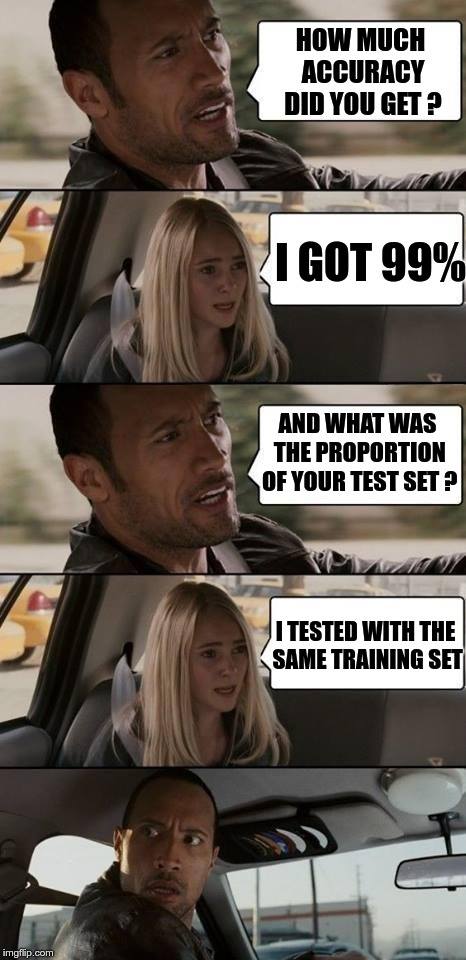 HOW MUCH
ACCURACY
DID YOU GET ?
I GOT 99%
AND WHAT WAS
THE PROPORTION
OF YOUR TEST SET ?
I TESTED WITH THE
SAME TRAINING SET
imgflip.com